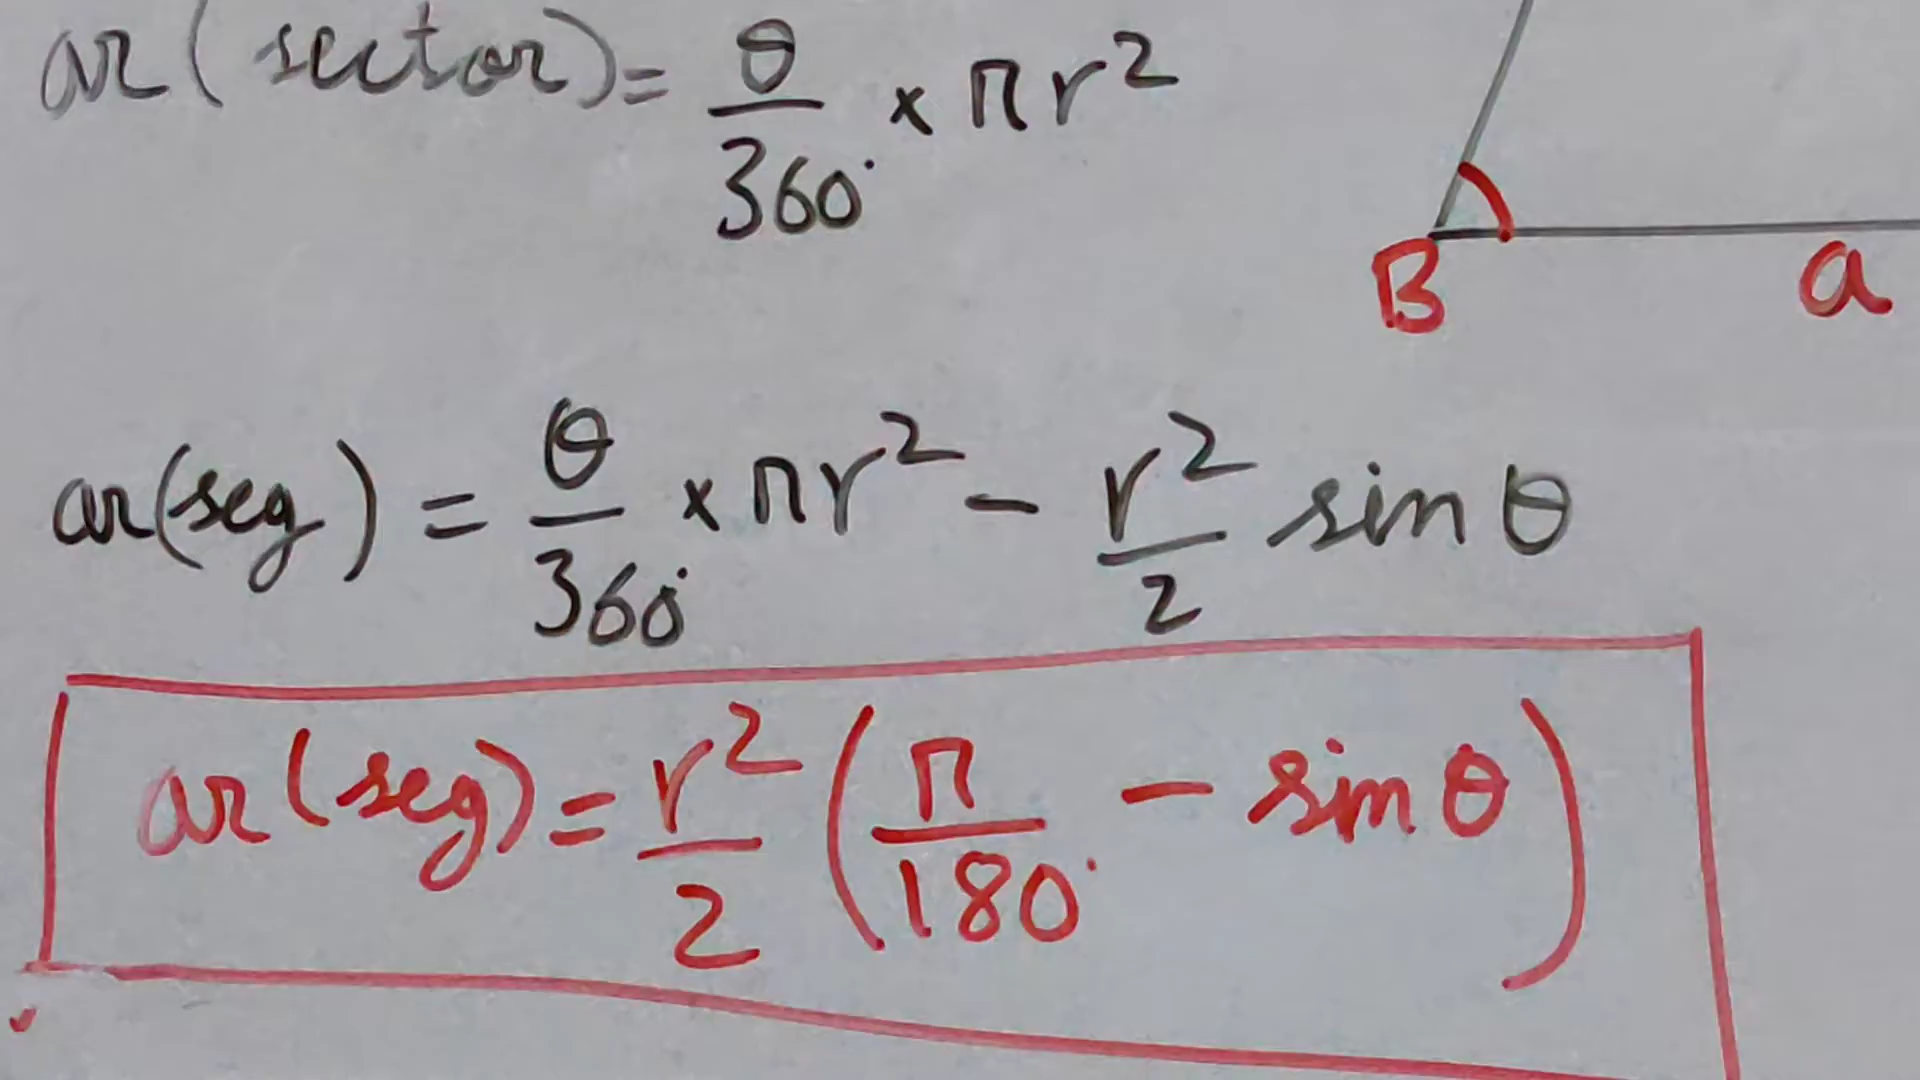 ar(sector) = θ/360° × πr²
B a
ar(seg) = θ/360° × πr² − r²/2 sin θ
ar(seg) = r²/2 (π/180° − sin θ)